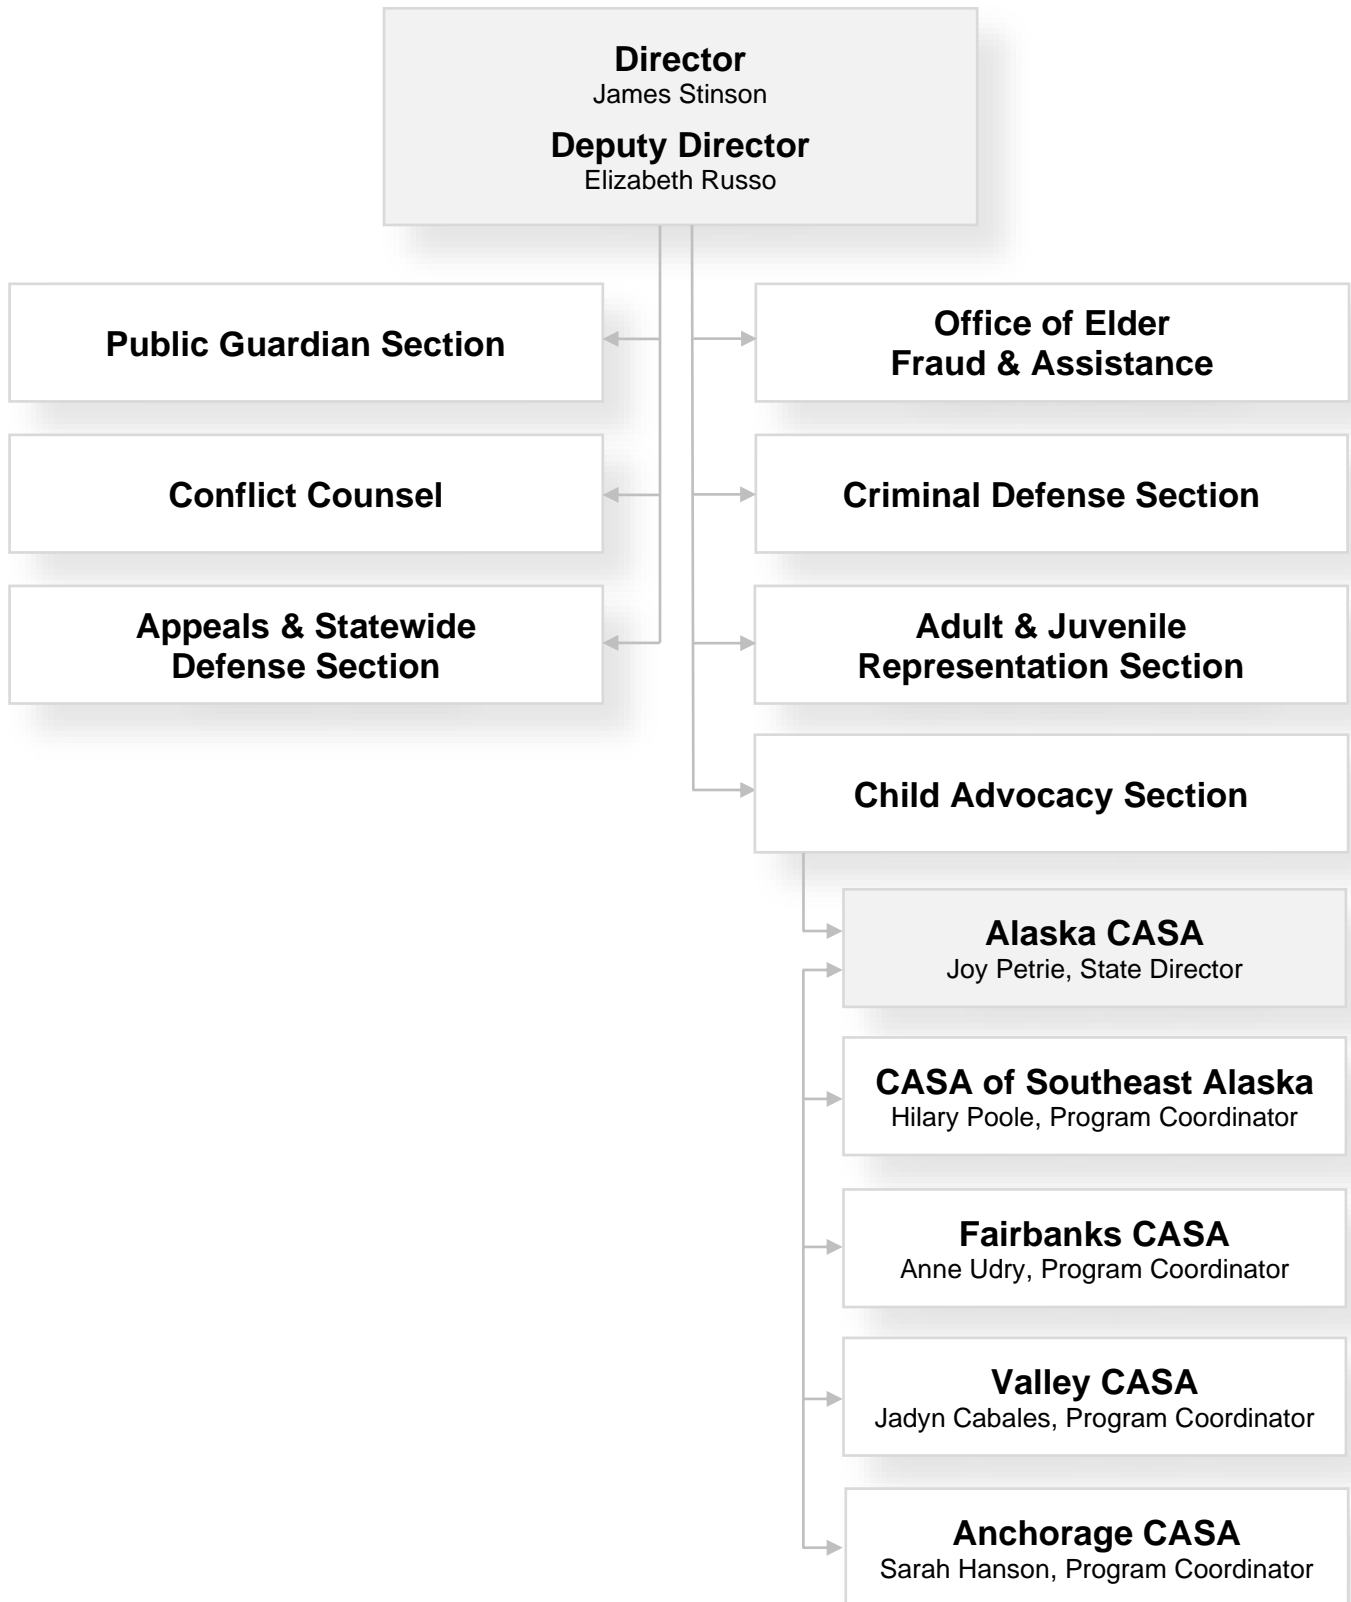 Director
James Stinson
Deputy Director
Elizabeth Russo
Public Guardian Section
Office of Elder
Fraud & Assistance
Conflict Counsel
Criminal Defense Section
Appeals & Statewide
Defense Section
Adult & Juvenile
Representation Section
Child Advocacy Section
Alaska CASA
Joy Petrie, State Director
CASA of Southeast Alaska
Hilary Poole, Program Coordinator
Fairbanks CASA
Anne Udry, Program Coordinator
Valley CASA
Jadyn Cabales, Program Coordinator
Anchorage CASA
Sarah Hanson, Program Coordinator